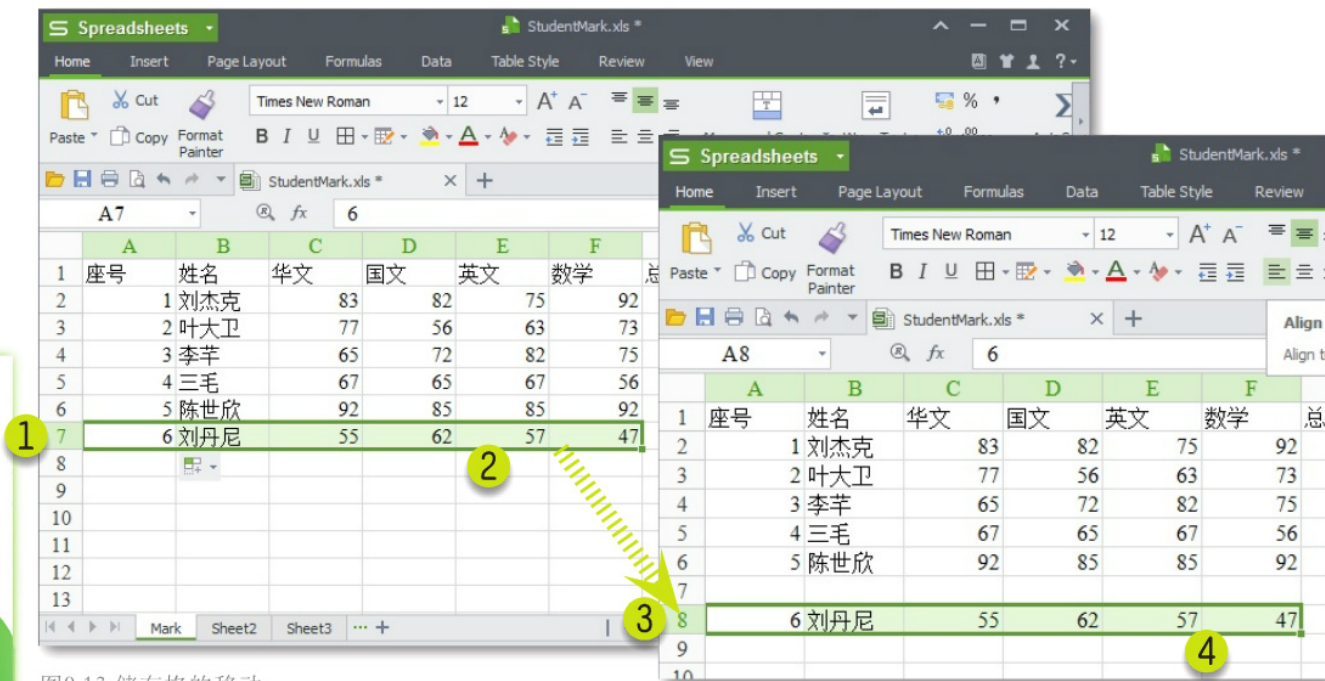 Spreadsheets
StudentMark.xls *
Home Insert Page Layout Formulas Data Table Style Review View
Cut
Times New Roman 12 A+ A- % ,
Paste Copy Format Painter B I U
StudentMark.xls * × +
A7 fx 6
A B C D E F
1 座号 姓名 华文 国文 英文 数学
2 1 刘杰克 83 82 75 92
3 2 叶大卫 77 56 63 73
4 3 李芊 65 72 82 75
5 4 三毛 67 65 67 56
6 5 陈世欣 92 85 85 92
7 6 刘丹尼 55 62 57 47
8
9
10
11
12
13
Mark Sheet2 Sheet3 ··· +
1
2
3
4
Spreadsheets
StudentMark.xls *
Home Insert Page Layout Formulas Data Table Style Review
Cut
Times New Roman 12 A+ A-
Paste Copy Format Painter B I U
StudentMark.xls * × +
Align
A8 fx 6
Align
A B C D E F
1 座号 姓名 华文 国文 英文 数学 总
2 1 刘杰克 83 82 75 92
3 2 叶大卫 77 56 63 73
4 3 李芊 65 72 82 75
5 4 三毛 67 65 67 56
6 5 陈世欣 92 85 85 92
7
8 6 刘丹尼 55 62 57 47
9
10